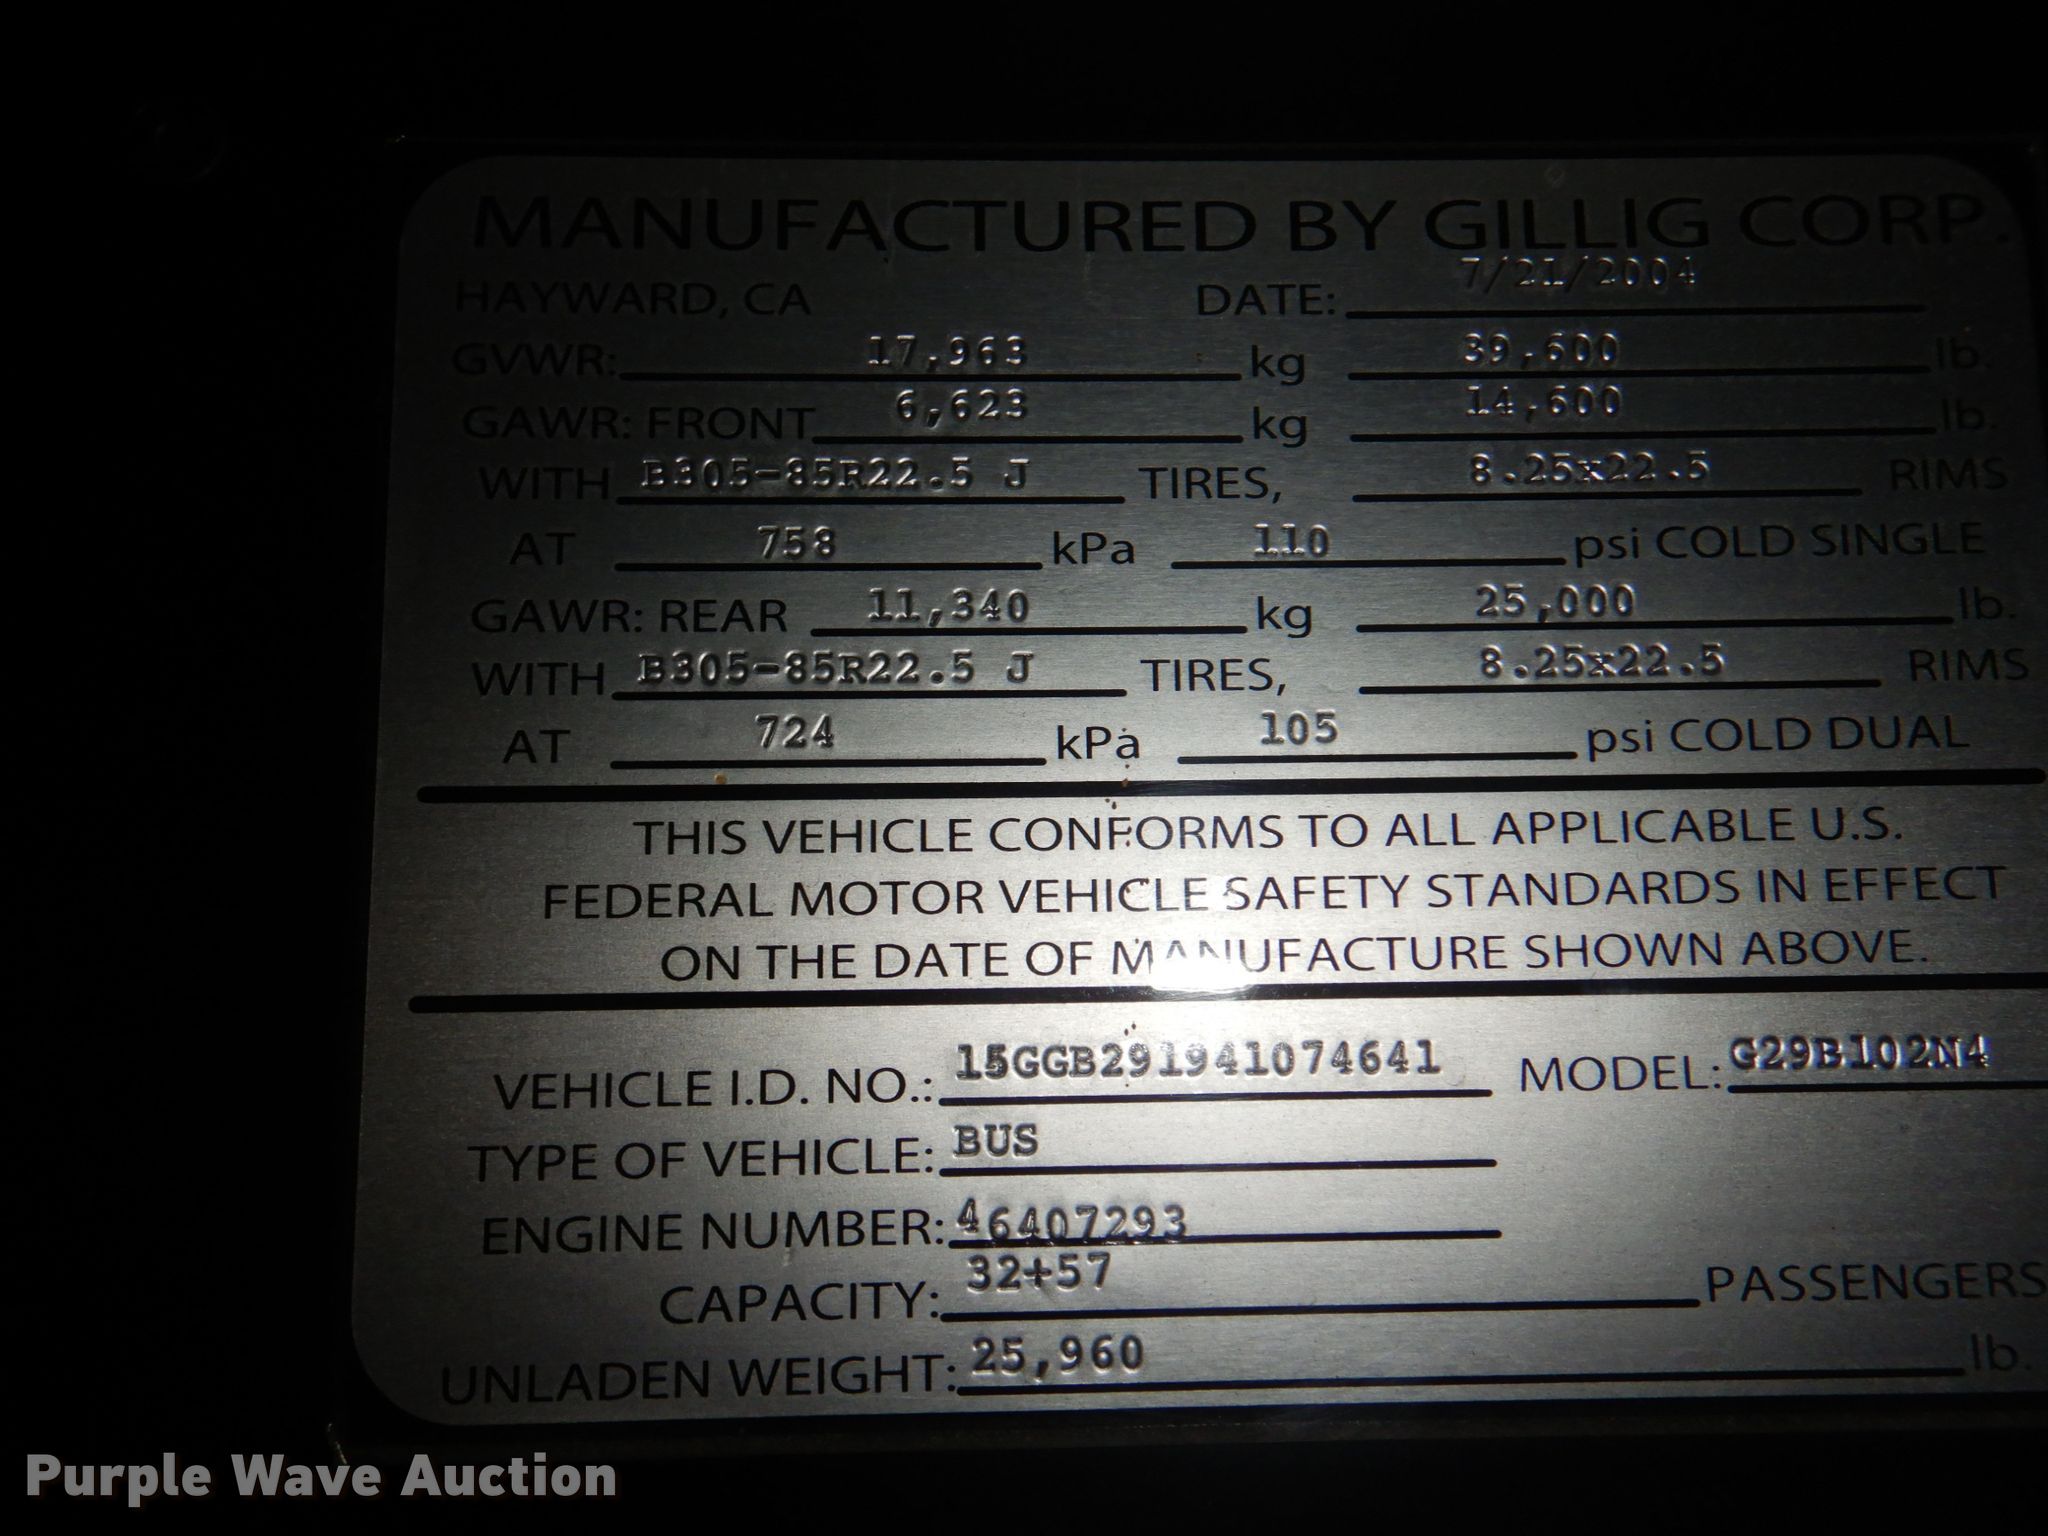 MANUFACTURED BY GILLIG CORP.
HAYWARD, CA DATE: 7/21/2004
GVWR: 17,963 kg 39,600 lb.
GAWR: FRONT 6,623 kg 14,600 lb.
WITH B305-85R22.5 J TIRES, 8.25x22.5 RIMS
AT 758 kPa 110 psi COLD SINGLE
GAWR: REAR 11,340 kg 25,000 lb.
WITH B305-85R22.5 J TIRES, 8.25x22.5 RIMS
AT 724 kPa 105 psi COLD DUAL
THIS VEHICLE CONFORMS TO ALL APPLICABLE U.S.
FEDERAL MOTOR VEHICLE SAFETY STANDARDS IN EFFECT
ON THE DATE OF MANUFACTURE SHOWN ABOVE.
VEHICLE I.D. NO.: 15GGB291941074641 MODEL: G29B102N4
TYPE OF VEHICLE: BUS
ENGINE NUMBER: 46407293
CAPACITY: 32+57 PASSENGERS
UNLADEN WEIGHT: 25,960 lb.
Purple Wave Auction